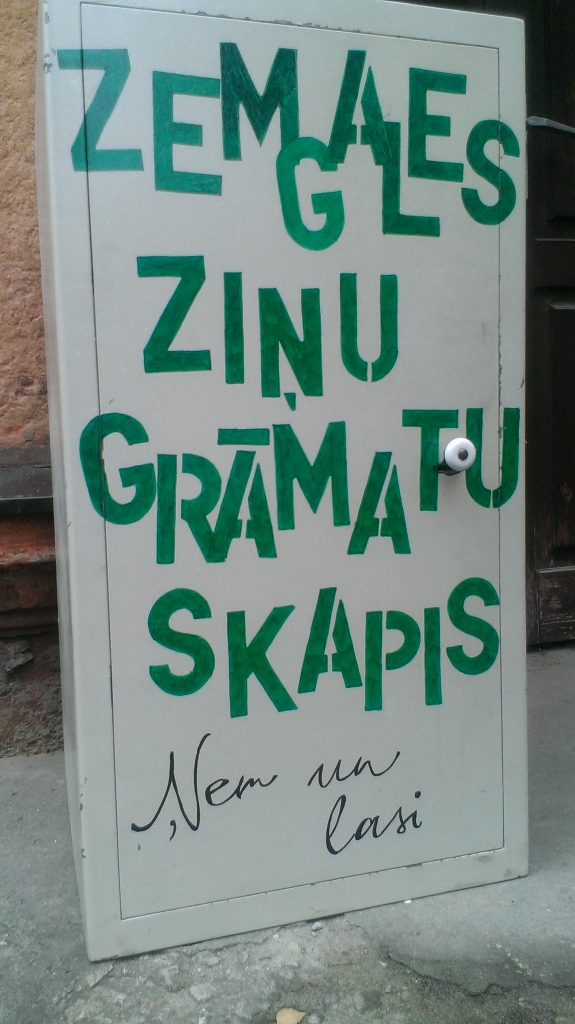 ZEMGALES
ZIŅU
GRĀMATU
SKAPIS
Ņem un
lasi